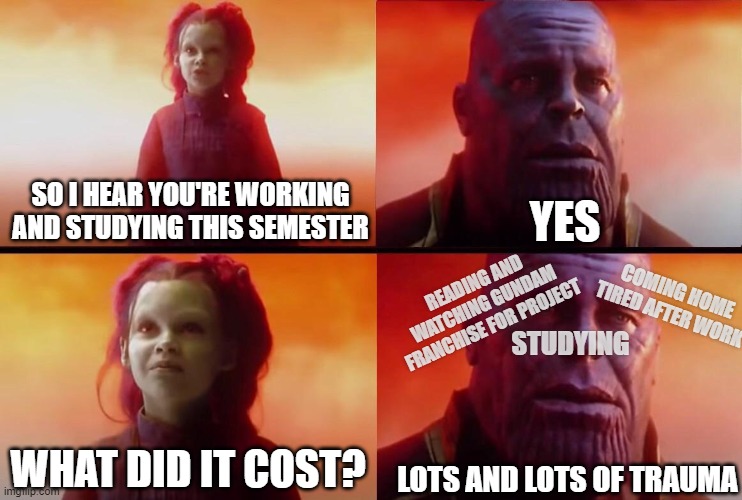 SO I HEAR YOU'RE WORKING
AND STUDYING THIS SEMESTER
YES
WHAT DID IT COST?
READING AND
WATCHING GUNDAM
FRANCHISE FOR PROJECT
COMING HOME
TIRED AFTER WORK
STUDYING
LOTS AND LOTS OF TRAUMA
imgflip.com